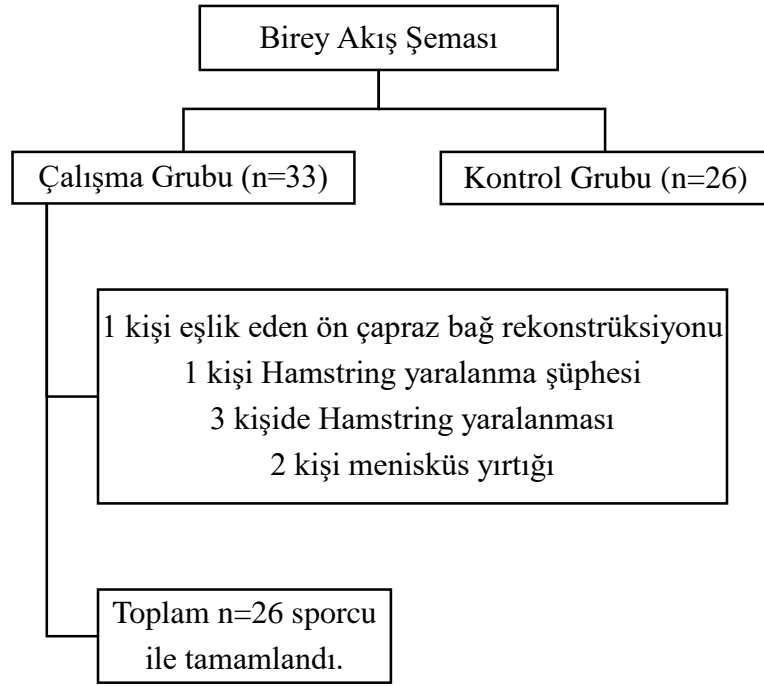 Birey Akış Şeması
Çalışma Grubu (n=33)
Kontrol Grubu (n=26)
1 kişi eşlik eden ön çapraz bağ rekonstrüksiyonu
1 kişi Hamstring yaralanma şüphesi
3 kişide Hamstring yaralanması
2 kişi menisküs yırtığı
Toplam n=26 sporcu
ile tamamlandı.